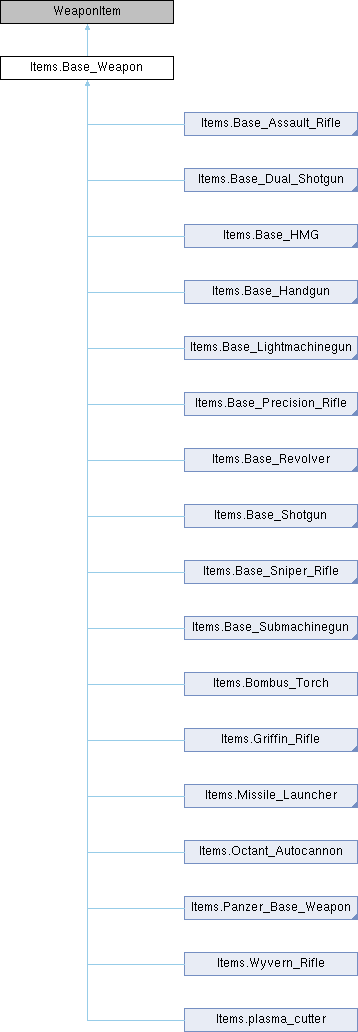 WeaponItem
Items.Base_Weapon
Items.Base_Assault_Rifle
Items.Base_Dual_Shotgun
Items.Base_HMG
Items.Base_Handgun
Items.Base_Lightmachinegun
Items.Base_Precision_Rifle
Items.Base_Revolver
Items.Base_Shotgun
Items.Base_Sniper_Rifle
Items.Base_Submachinegun
Items.Bombus_Torch
Items.Griffin_Rifle
Items.Missile_Launcher
Items.Octant_Autocannon
Items.Panzer_Base_Weapon
Items.Wyvern_Rifle
Items.plasma_cutter